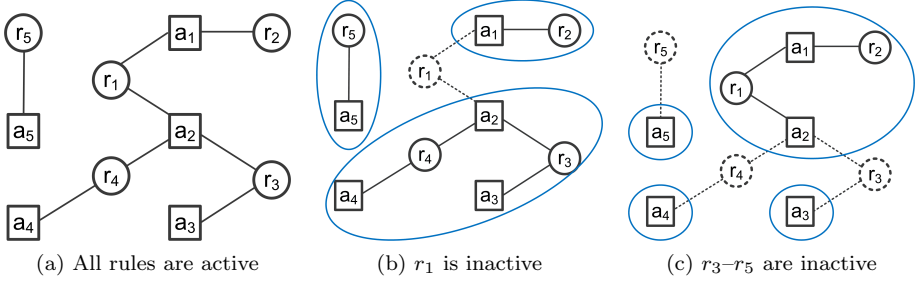 r5 a1 r2
r1
a5 a2
r4 r3
a4 a3
(a) All rules are active
r5 a1 r2
r1
a5 a2
r4 r3
a4 a3
(b) r1 is inactive
r5 a1 r2
r1
a5 a2
r4 r3
a4 a3
(c) r3–r5 are inactive